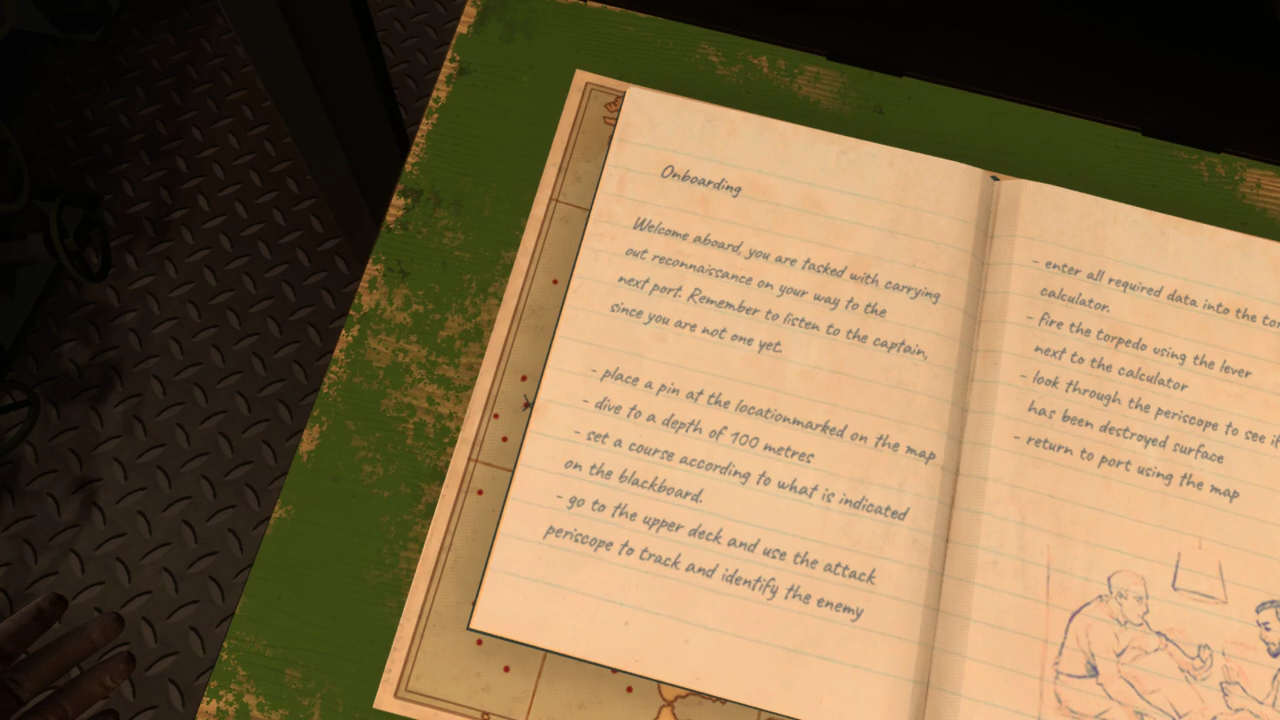 Onboarding
Welcome aboard, you are tasked with carrying
out reconnaissance on your way to the
next port. Remember to listen to the captain,
since you are not one yet.
- place a pin at the locationmarked on the map
- dive to a depth of 100 metres
- set a course according to what is indicated
on the blackboard.
- go to the upper deck and use the attack
periscope to track and identify the enemy
- enter all required data into the
calculator.
- fire the torpedo using the lever
next to the calculator
- look through the periscope to see if
has been destroyed surface
- return to port using the map